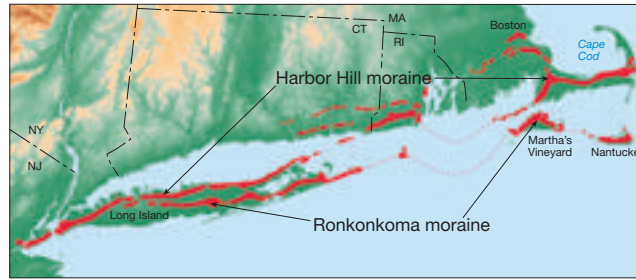 Boston
MA
CT
RI
Cape
Cod
Harbor Hill moraine
NY
NJ
Martha's
Vineyard
Nantucke
Long Island
Ronkonkoma moraine